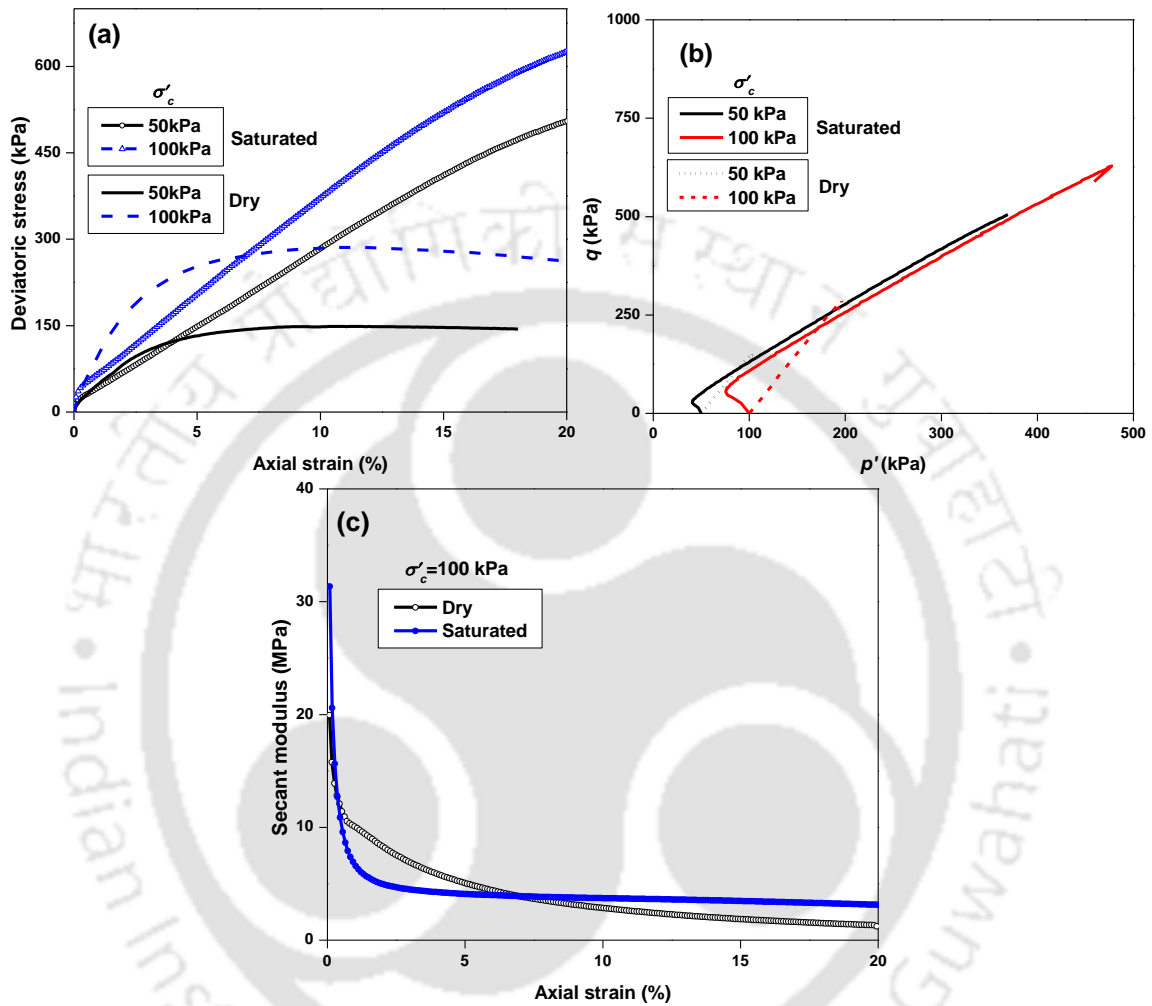 (a)
σ′c
50kPa
100kPa
Saturated
50kPa
100kPa
Dry
Deviatoric stress (kPa)
600
450
300
150
0
0 5 10 15 20
Axial strain (%)
(b)
σ′c
50 kPa
100 kPa
Saturated
50 kPa
100 kPa
Dry
q (kPa)
1000
750
500
250
0
0 100 200 300 400 500
p' (kPa)
(c)
σ′c=100 kPa
Dry
Saturated
Secant modulus (MPa)
40
30
20
10
0
0 5 10 15 20
Axial strain (%)
Guwahati